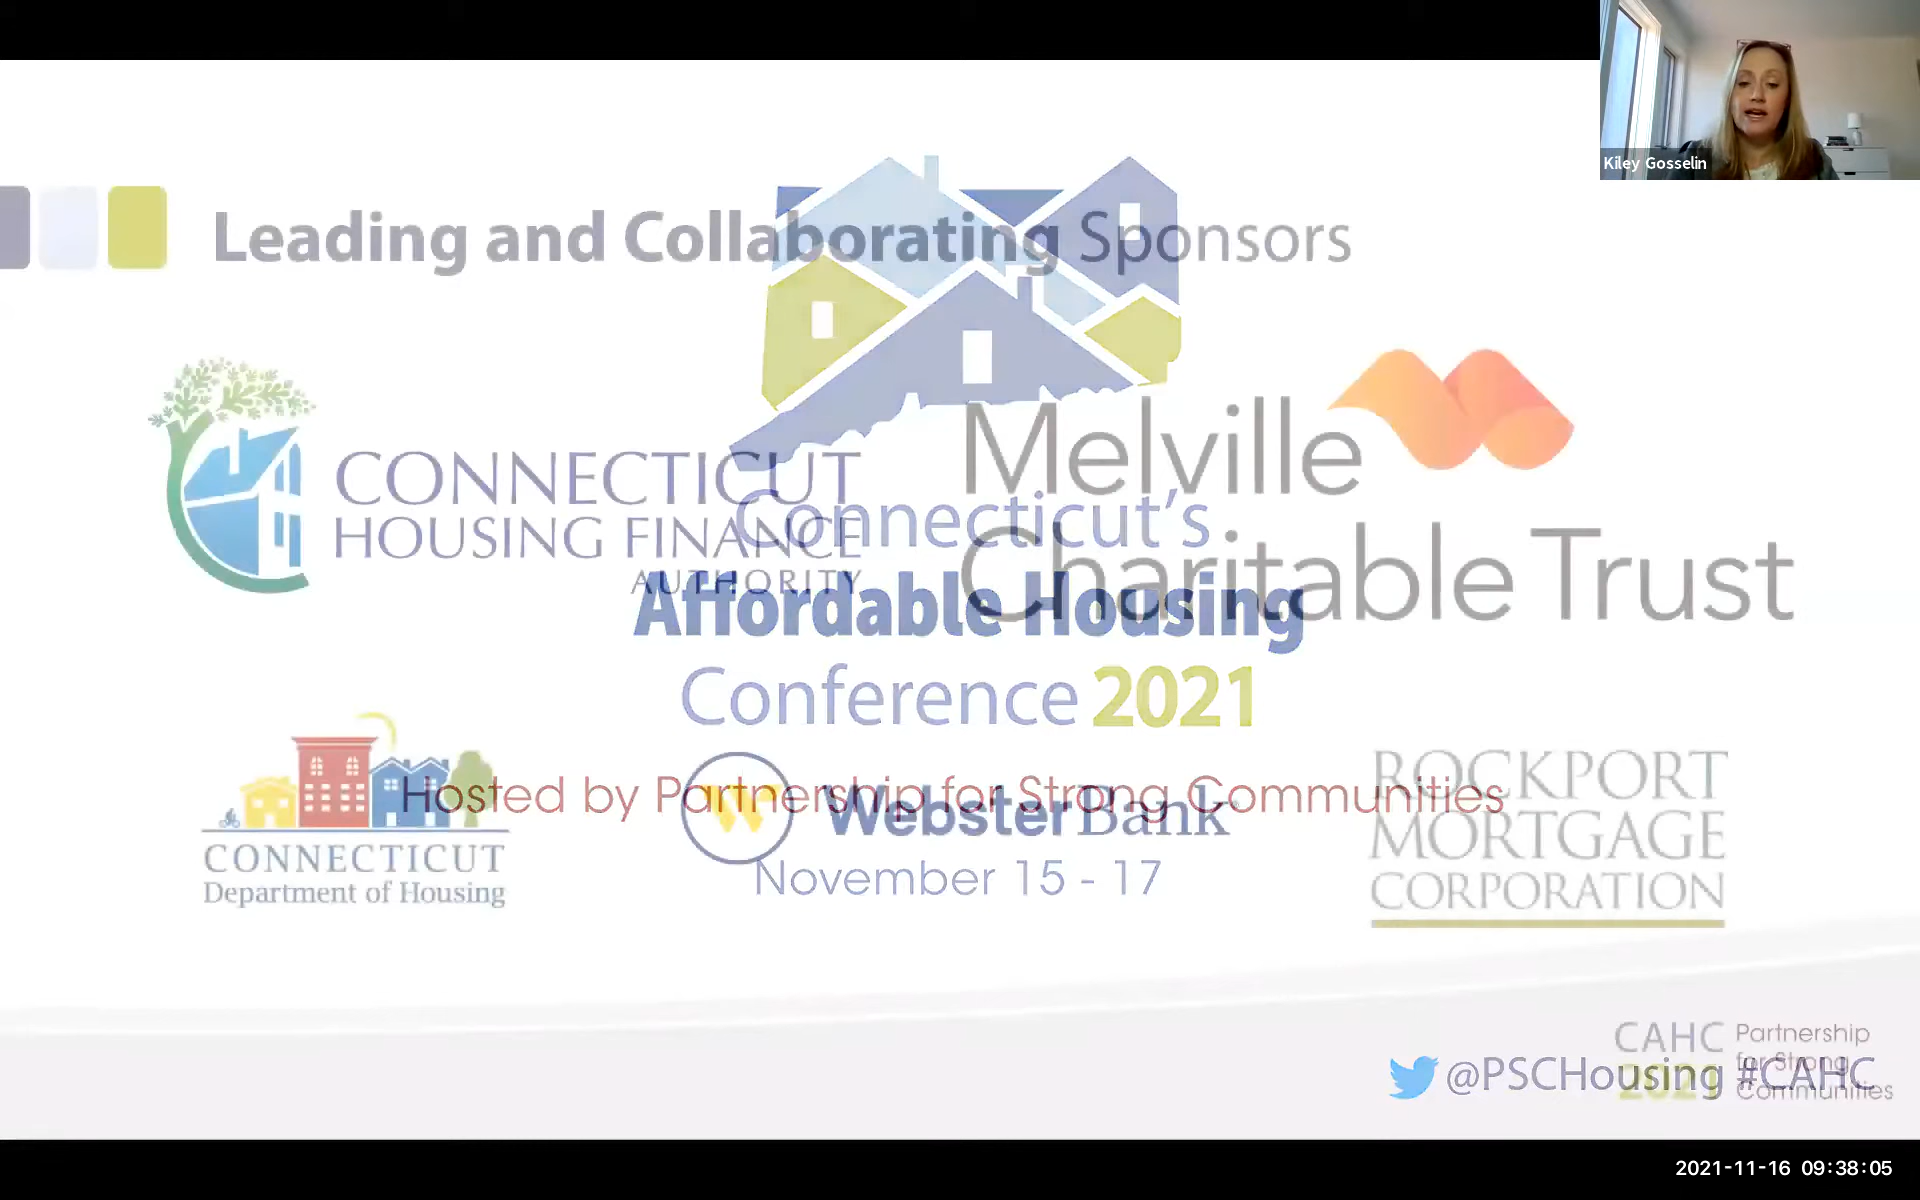 Kiley Gosselin
Leading and Collaborating Sponsors
CONNECTICUT
HOUSING FINANCE
AUTHORITY
Melville
Charitable Trust
Connecticut's
Affordable Housing
Conference 2021
Hosted by Partnership for Strong Communities
November 15 - 17
CONNECTICUT
Department of Housing
W WebsterBank
ROCKPORT
MORTGAGE
CORPORATION
CAHC
2021
Partnership
for Strong
Communities
@PSCHousing #CAHC
2021-11-16 09:38:05